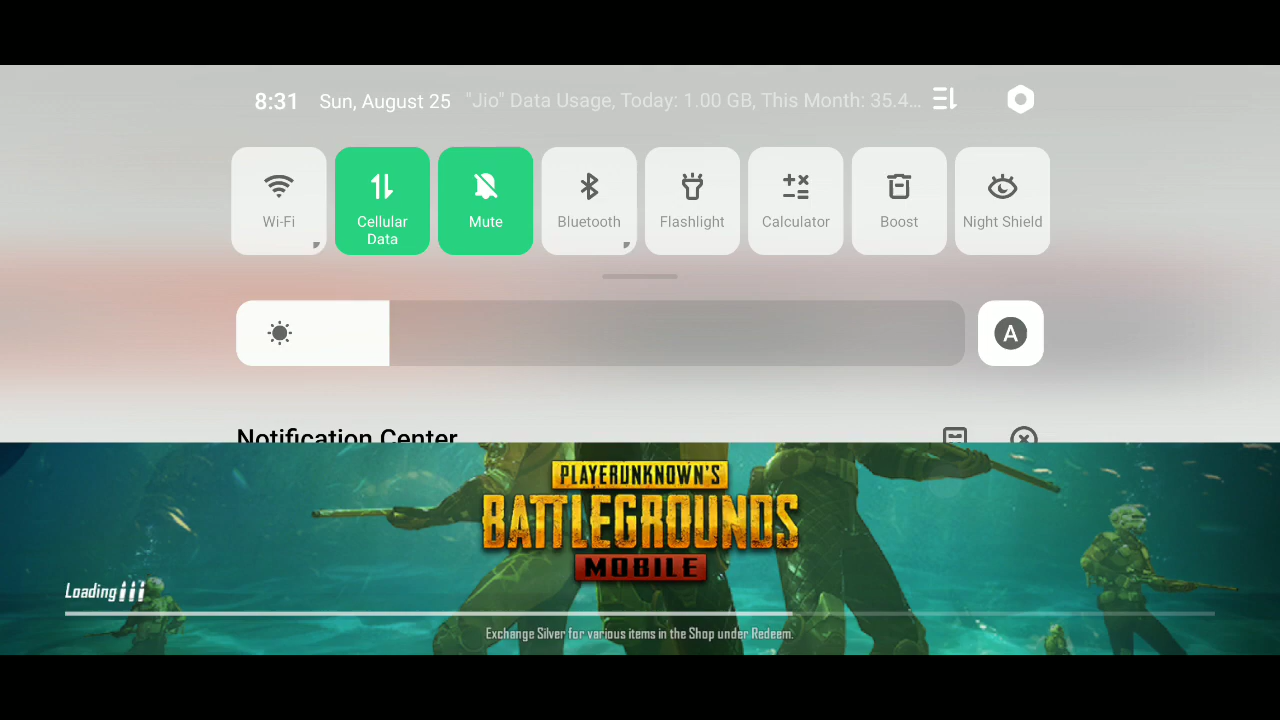 8:31 Sun, August 25 "Jio" Data Usage, Today: 1.00 GB, This Month: 35.4...
Wi-Fi
Cellular
Data
Mute
Bluetooth
Flashlight
Calculator
Boost
Night Shield
A
Notification Center
PLAYERUNKNOWN'S
BATTLEGROUNDS
MOBILE
Loading
Exchange Silver for various items in the Shop under Redeem.